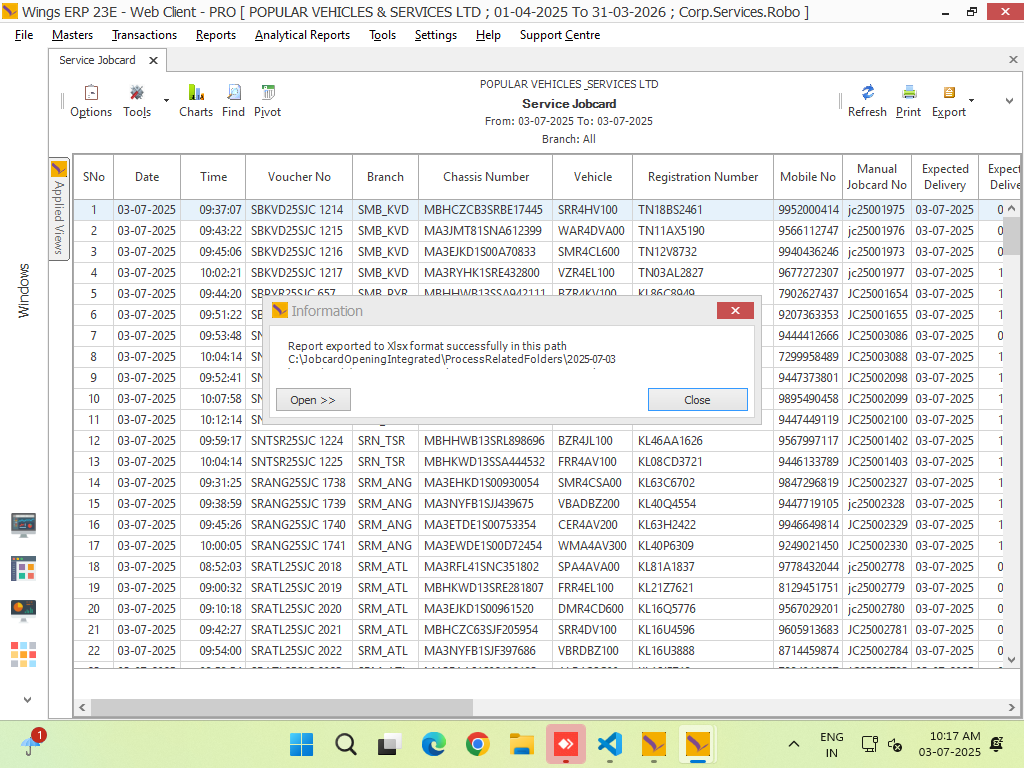 Wings ERP 23E - Web Client - PRO [ POPULAR VEHICLES & SERVICES LTD ; 01-04-2025 To 31-03-2026 ; Corp.Services.Robo ]
File Masters Transactions Reports Analytical Reports Tools Settings Help Support Centre
Service Jobcard
Options Tools Charts Find Pivot
POPULAR VEHICLES_SERVICES LTD
Service Jobcard
From: 03-07-2025 To: 03-07-2025
Branch: All
Refresh Print Export
Applied Views
Windows
SNo Date Time Voucher No Branch Chassis Number Vehicle Registration Number Mobile No Manual Jobcard No Expected Delivery Expect Delive
1 03-07-2025 09:37:07 SBKVD25SJC 1214 SMB_KVD MBHCZCB3SRBE17445 SRR4HV100 TN18BS2461 9952000414 jc25001975 03-07-2025 0
2 03-07-2025 09:43:22 SBKVD25SJC 1215 SMB_KVD MA3JMT81SNA612399 WAR4DVA00 TN11AX5190 9566112747 jc25001976 03-07-2025 0
3 03-07-2025 09:45:06 SBKVD25SJC 1216 SMB_KVD MA3EJKD1S00A70833 SMR4CL600 TN12V8732 9940436246 jc25001973 03-07-2025 0
4 03-07-2025 10:02:21 SBKVD25SJC 1217 SMB_KVD MA3RYHK1SRE432800 VZR4EL100 TN03AL2827 9677272307 jc25001977 03-07-2025 1
5 03-07-2025 09:44:20 SBPYR25SJC 657 SMB_PYR MBHHWB13SSA942111 BZR4KV100 KL86C8949 7902627437 JC25001654 03-07-2025 1
6 03-07-2025 09:51:22 9207363353 JC25001655 03-07-2025 1
7 03-07-2025 09:53:48 9444412666 JC25003086 03-07-2025 0
8 03-07-2025 10:04:14 7299958489 JC25003088 03-07-2025 1
9 03-07-2025 09:52:41 9447373801 JC25002098 03-07-2025 1
10 03-07-2025 10:07:58 9895490458 JC25002099 03-07-2025 1
11 03-07-2025 10:12:14 9447449119 JC25002100 03-07-2025 1
Information
Report exported to Xlsx format successfully in this path
C:\JobcardOpeningIntegrated\ProcessRelatedFolders\2025-07-03
Open >> Close
12 03-07-2025 09:59:17 SNTSR25SJC 1224 SRN_TSR MBHHWB13SRL898696 BZR4JL100 KL46AA1626 9567997117 JC25001402 03-07-2025 1
13 03-07-2025 10:04:14 SNTSR25SJC 1225 SRN_TSR MBHKWD13SSA444532 FRR4AV100 KL08CD3721 9446133789 JC25001403 03-07-2025 1
14 03-07-2025 09:31:25 SRANG25SJC 1738 SRM_ANG MA3EHKD1S00930054 SMR4CSA00 KL63C6702 9847296819 JC25002327 03-07-2025 1
15 03-07-2025 09:38:59 SRANG25SJC 1739 SRM_ANG MA3NYFB1SJJ439675 VBADBZ200 KL40Q4554 9447719105 jc25002328 03-07-2025 0
16 03-07-2025 09:45:26 SRANG25SJC 1740 SRM_ANG MA3ETDE1S00753354 CER4AV200 KL63H2422 9946649814 JC25002329 03-07-2025 1
17 03-07-2025 10:00:05 SRANG25SJC 1741 SRM_ANG MA3EWDE1S00D72454 WMA4AV300 KL40P6309 9249021450 JC25002330 03-07-2025 1
18 03-07-2025 08:52:03 SRATL25SJC 2018 SRM_ATL MA3RFL41SNC351802 SPA4AVA00 KL81A1837 9778432044 jc25002778 03-07-2025 0
19 03-07-2025 09:00:32 SRATL25SJC 2019 SRM_ATL MBHKWD13SRE281807 FRR4EL100 KL21Z7621 8129451751 jc25002779 03-07-2025 0
20 03-07-2025 09:10:18 SRATL25SJC 2020 SRM_ATL MA3EJKD1S00961520 DMR4CD600 KL16Q5776 9567029201 jc25002780 03-07-2025 0
21 03-07-2025 09:42:27 SRATL25SJC 2021 SRM_ATL MBHCZC63SJF205954 SRR4DV100 KL16U4596 9605913683 JC25002781 03-07-2025 0
22 03-07-2025 09:54:00 SRATL25SJC 2022 SRM_ATL MA3NYFB1SJF397686 VBRDBZ100 KL16U3888 8714459874 JC25002784 03-07-2025 0
1
ENG IN
10:17 AM
03-07-2025